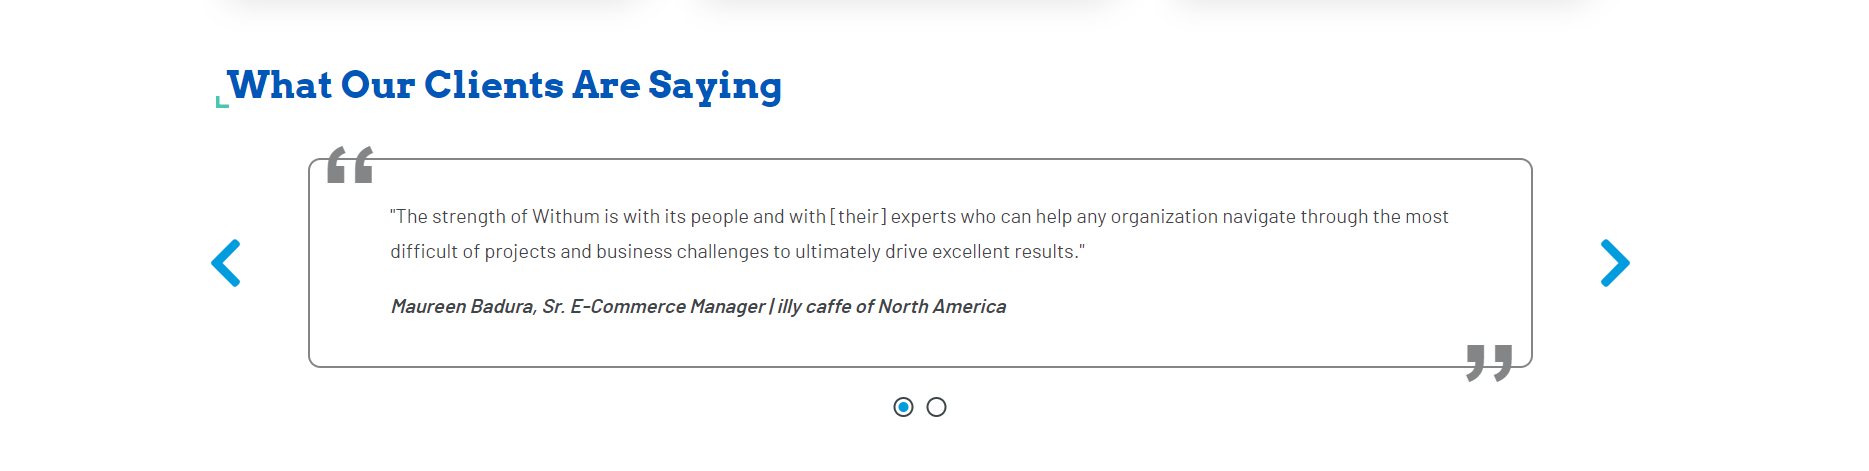 What Our Clients Are Saying
“
"The strength of Withum is with its people and with [their] experts who can help any organization navigate through the most
difficult of projects and business challenges to ultimately drive excellent results."
Maureen Badura, Sr. E-Commerce Manager | illy caffe of North America
”